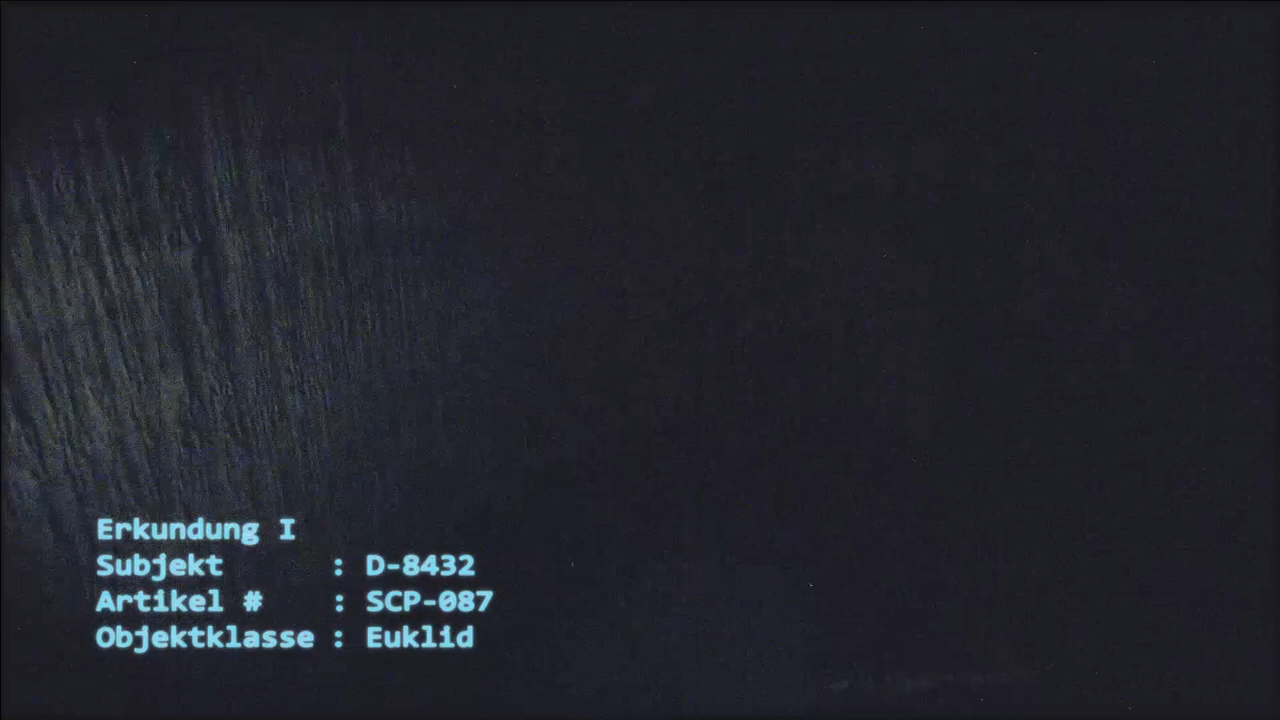 Erkundung I
Subjekt : D-8432
Artikel # : SCP-087
Objektklasse : Euklid